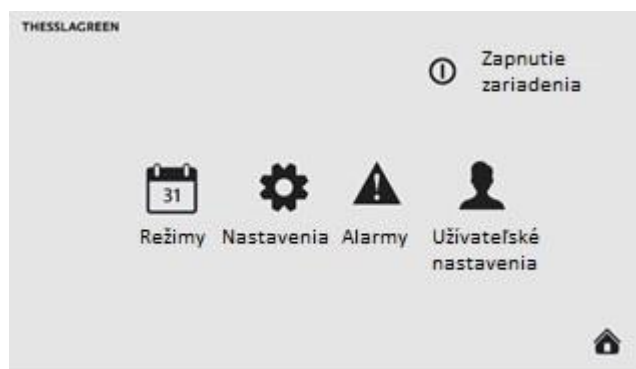 THESSLAGREEN
Zapnutie
zariadenia
31
Režimy Nastavenia Alarmy Užívateľské
nastavenia